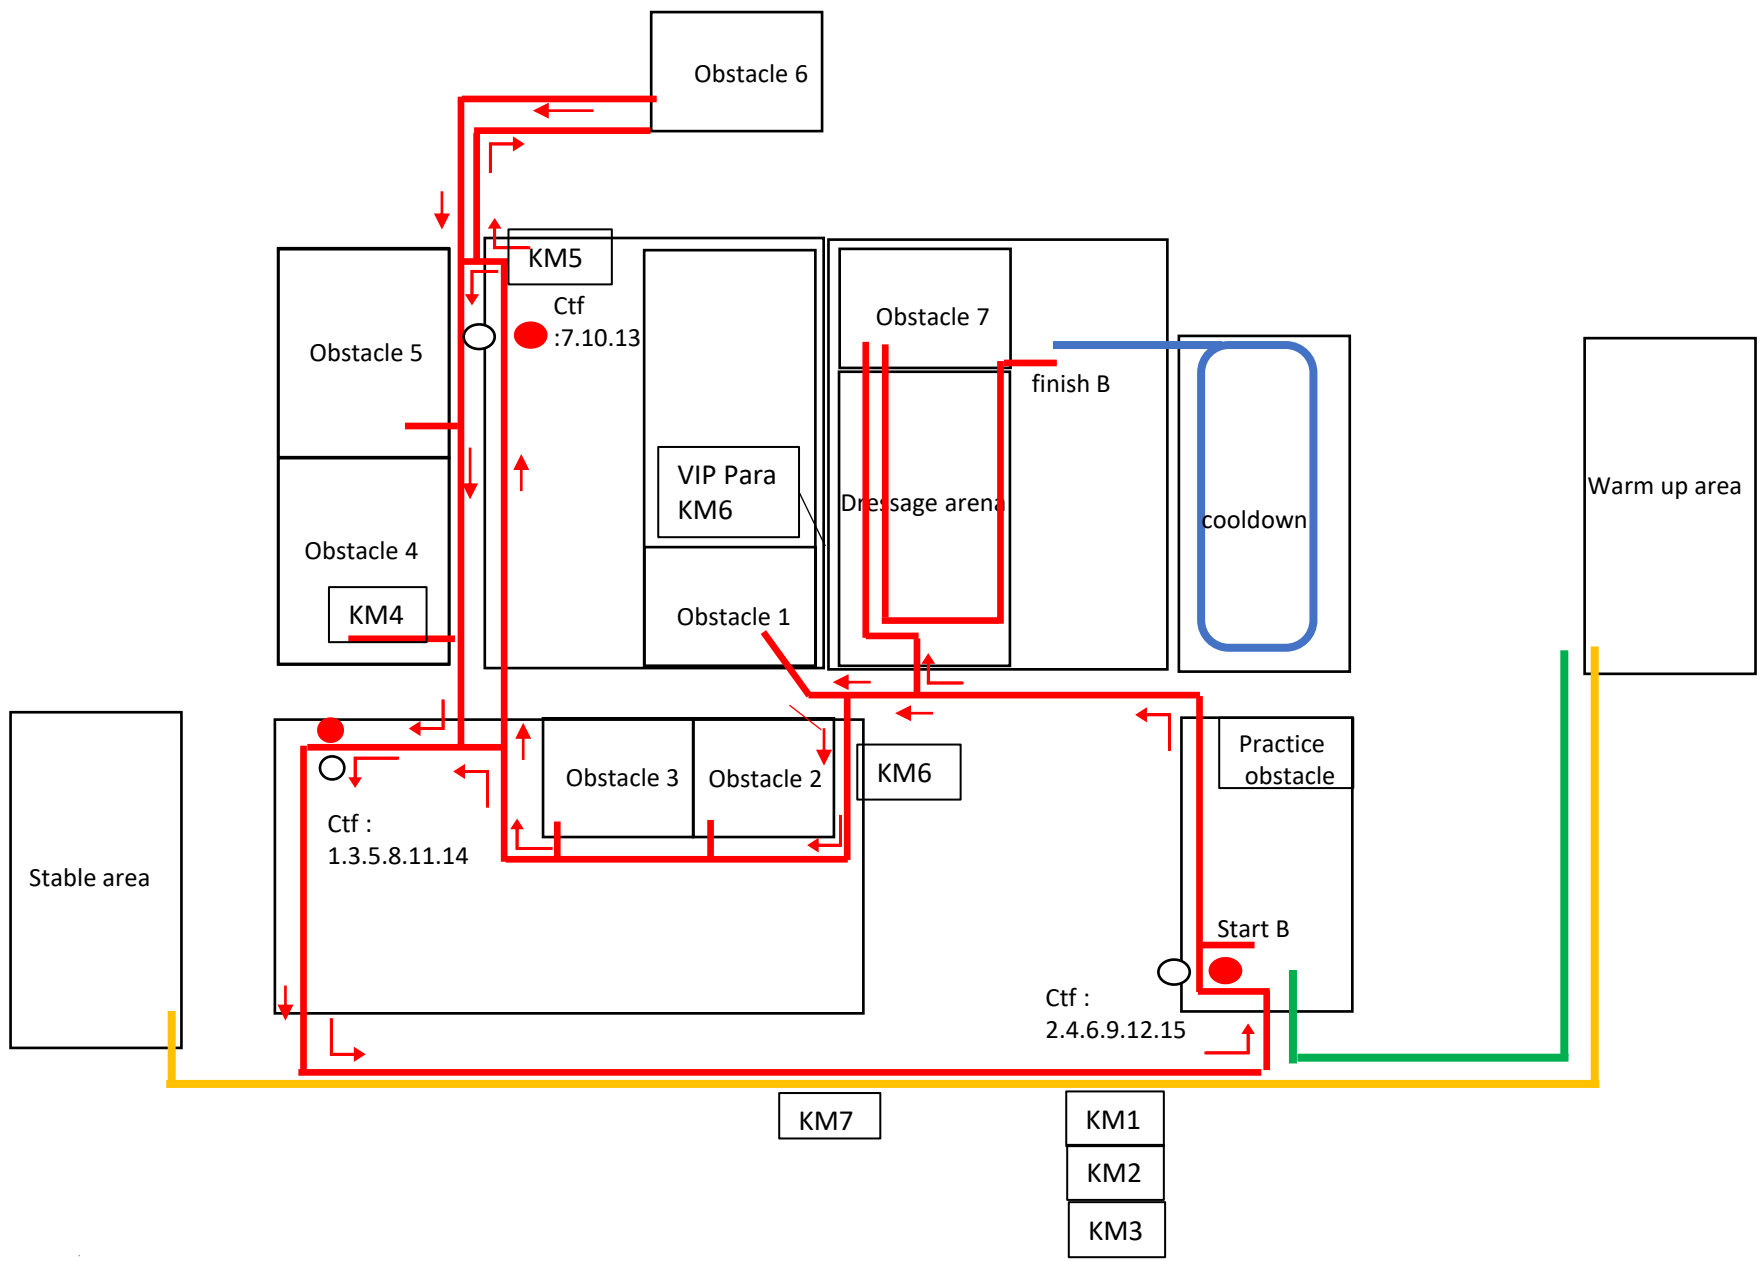 Obstacle 6
KM5
Ctf
:7.10.13
Obstacle 5
Obstacle 7
finish B
VIP Para
KM6
Dressage arena
cooldown
Warm up area
Obstacle 4
KM4
Obstacle 1
Obstacle 3
Obstacle 2
KM6
Practice
obstacle
Ctf :
1.3.5.8.11.14
Stable area
Start B
Ctf :
2.4.6.9.12.15
KM7
KM1
KM2
KM3